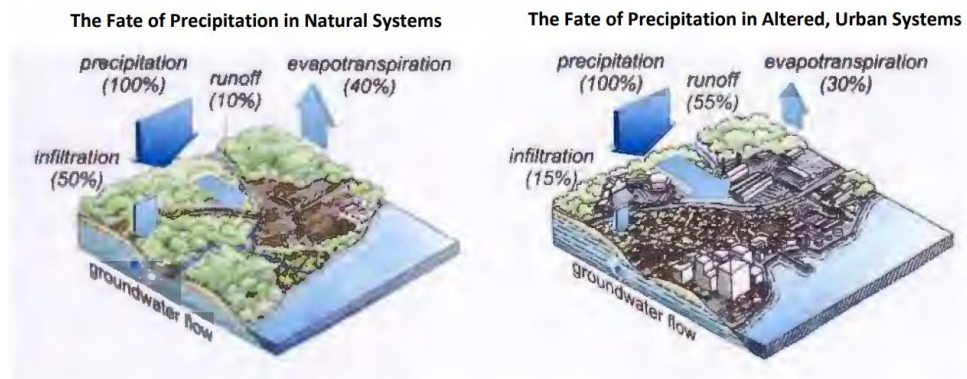 The Fate of Precipitation in Natural Systems
precipitation
(100%)
runoff
(10%)
evapotranspiration
(40%)
infiltration
(50%)
groundwater flow
The Fate of Precipitation in Altered, Urban Systems
precipitation
(100%)
runoff
(55%)
evapotranspiration
(30%)
infiltration
(15%)
groundwater flow